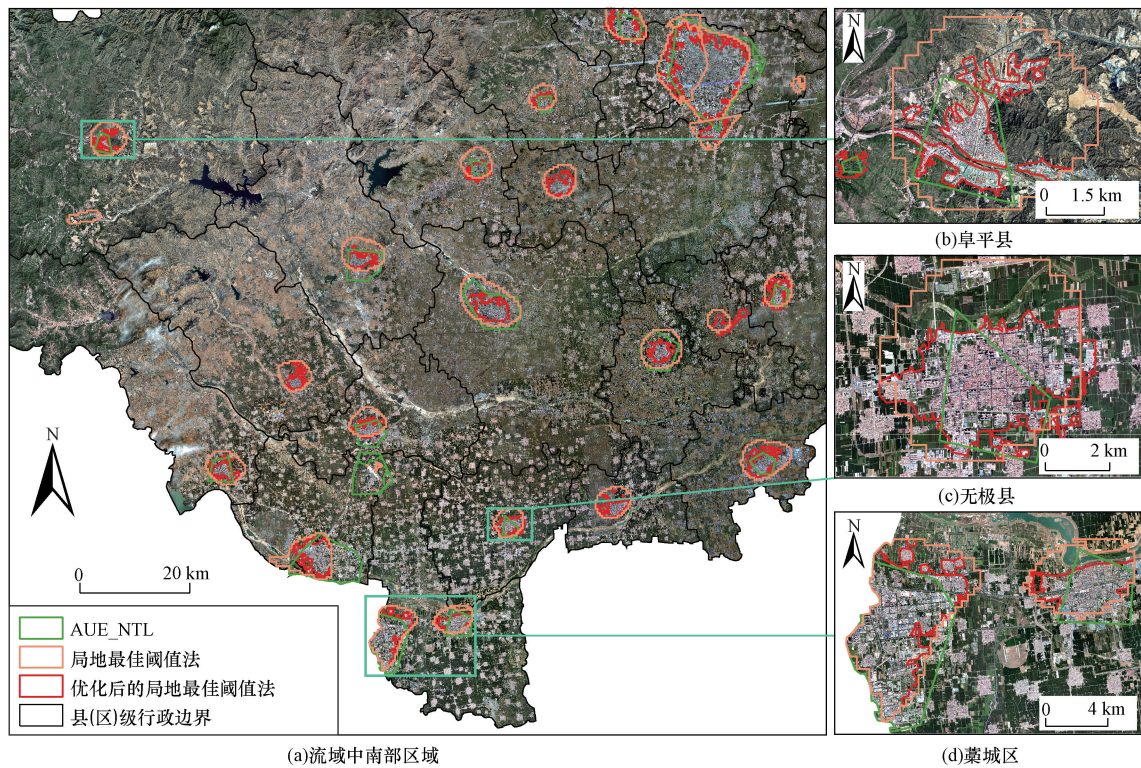 N
0 20 km
AUE_NTL
局地最佳阈值法
优化后的局地最佳阈值法
县(区)级行政边界
(a)流域中南部区域
N
0 1.5 km
(b)阜平县
N
0 2 km
(c)无极县
N
0 4 km
(d)藁城区